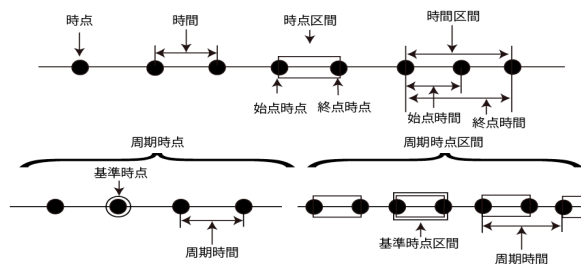 時点
時間
時点区間
時間区間
始点時点
終点時点
始点時間
終点時間
周期時点
基準時点
周期時間
周期時点区間
基準時点区間
周期時間